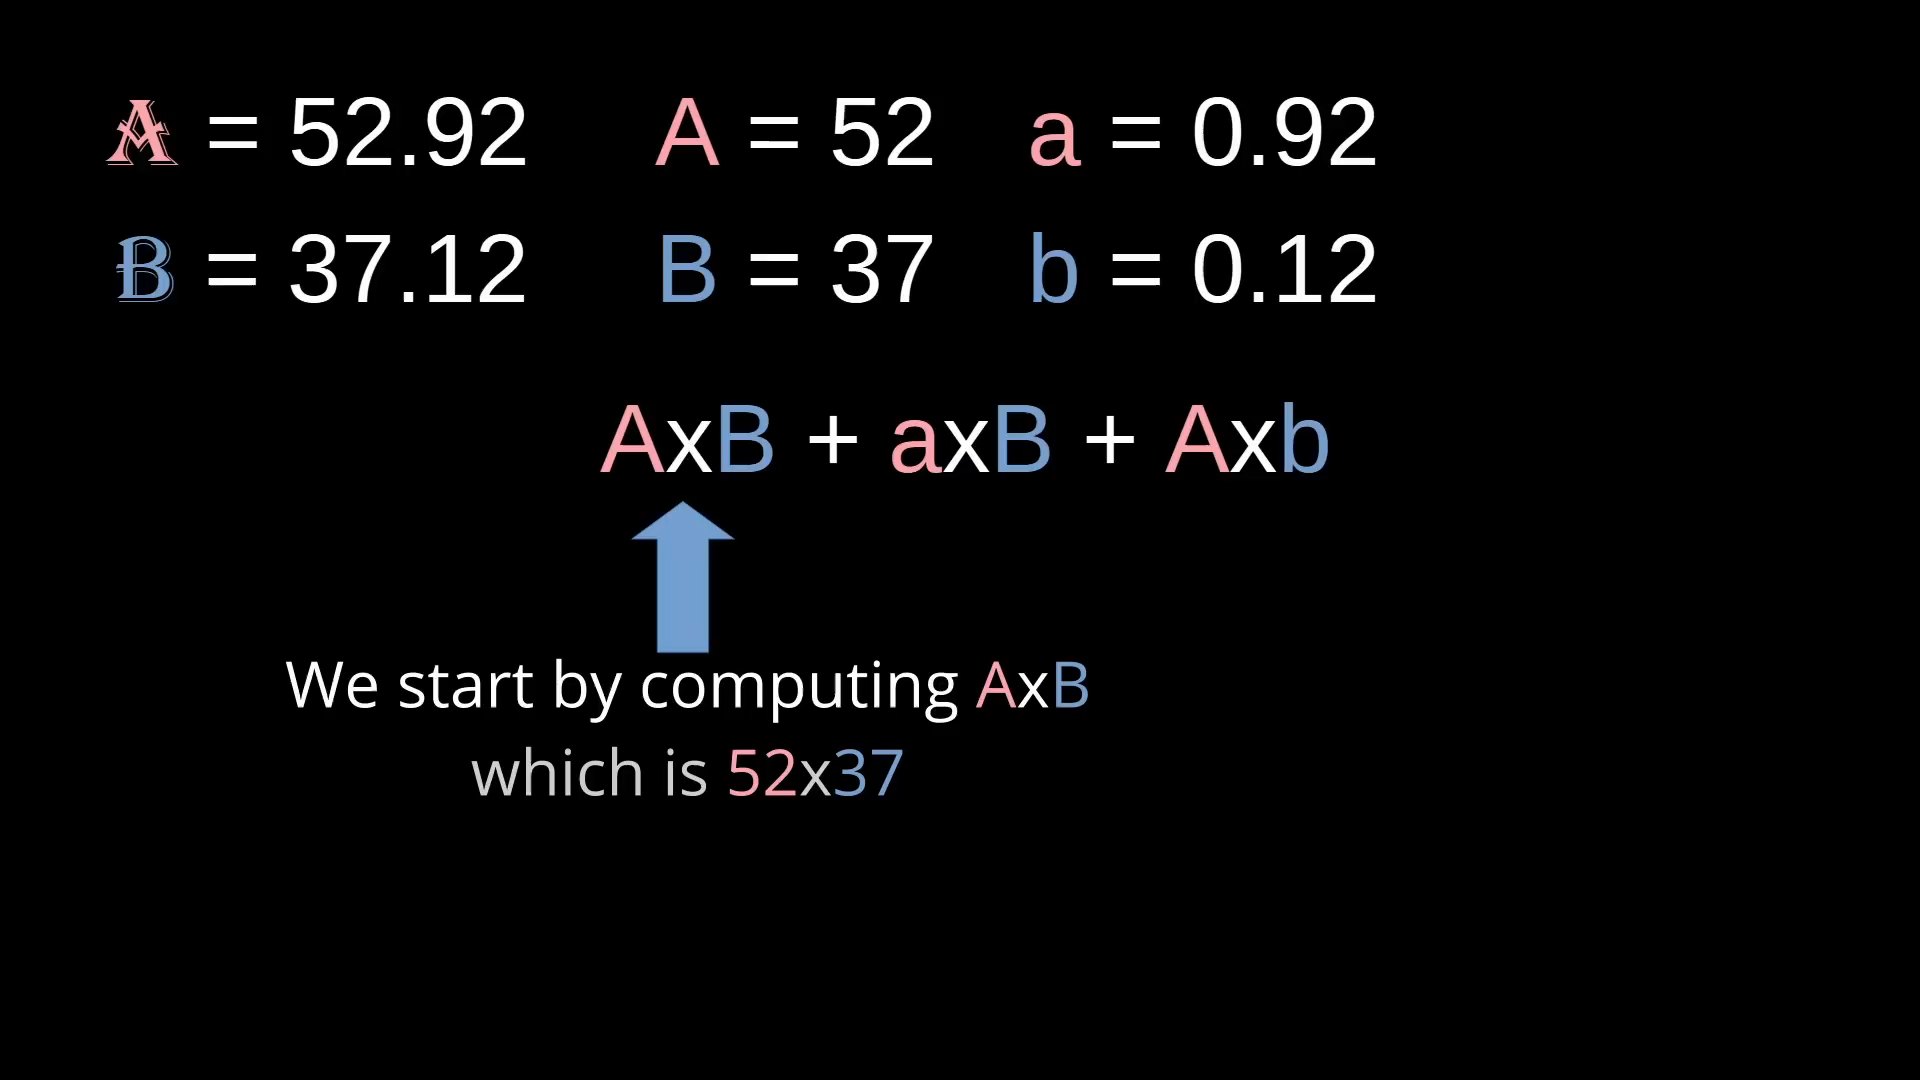 A = 52.92 A = 52 a = 0.92
B = 37.12 B = 37 b = 0.12
AxB + axB + Axb
We start by computing AxB
which is 52x37